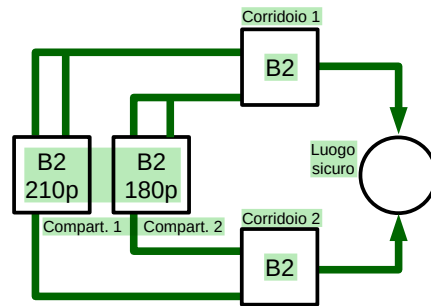 Corridoio 1
B2
Luogo
sicuro
B2
210p
B2
180p
Compart. 1
Compart. 2
Corridoio 2
B2